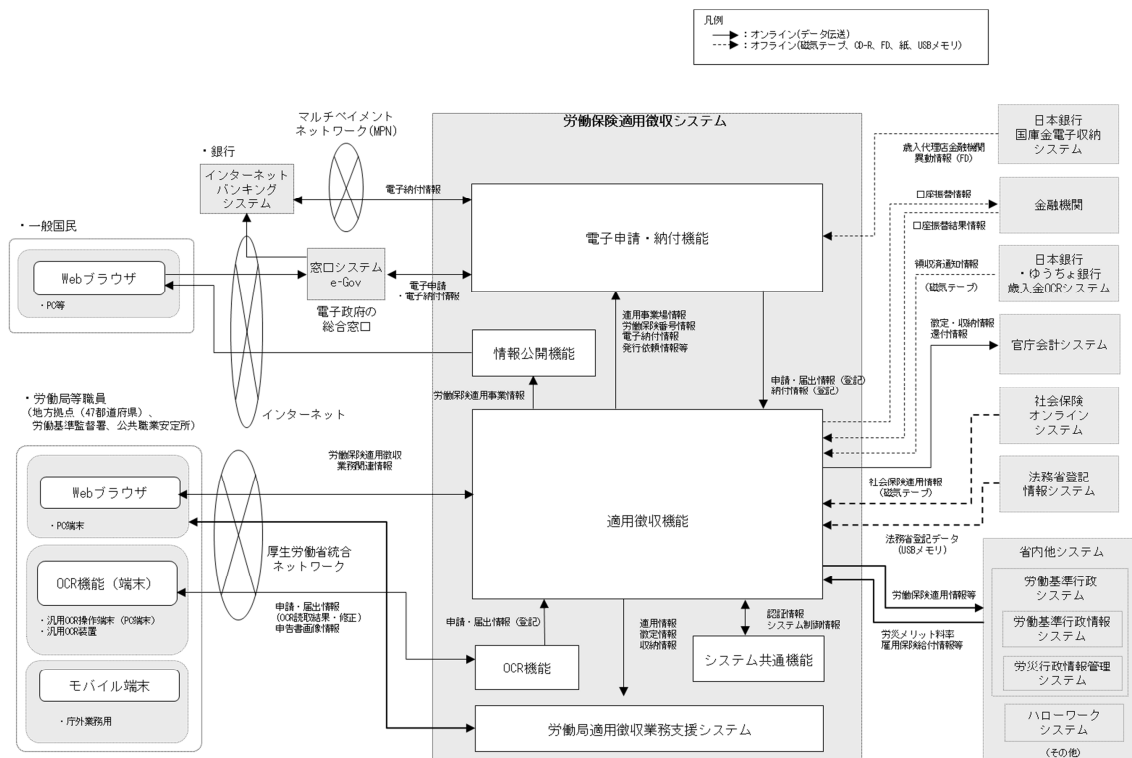 凡例
：オンライン(データ伝送)
：オフライン(磁気テープ、CD-R、FD、紙、USBメモリ)
労働保険適用徴収システム
マルチペイメント
ネットワーク(MPN)
・銀行
インターネット
バンキング
システム
電子納付情報
・一般国民
Webブラウザ
・PC等
窓口システム
e-Gov
電子政府の
総合窓口
電子申請
・電子納付情報
インターネット
電子申請・納付機能
適用事業場情報
労働保険番号情報
電子納付情報
発行依頼情報等
情報公開機能
労働保険適用事業情報
申請・届出情報（登記）
納付情報（登記）
歳入代理店金融機関
異動情報（FD）
日本銀行
国庫金電子収納
システム
口座振替情報
口座振替結果情報
金融機関
領収済通知情報
（磁気テープ）
日本銀行
・ゆうちょ銀行
歳入金OCRシステム
徴定・収納情報
還付情報
官庁会計システム
社会保険
オンライン
システム
社会保険適用情報
（磁気テープ）
法務省登記
情報システム
法務省登記データ
（USBメモリ）
・労働局等職員
（地方拠点（47都道府県）、
労働基準監督署、公共職業安定所）
Webブラウザ
・PC端末
労働保険適用徴収
業務関連情報
厚生労働省統合
ネットワーク
適用徴収機能
OCR機能（端末）
・汎用OCR操作端末（PC端末）
・汎用OCR装置
申請・届出情報
（OCR読取結果・修正）
申告書画像情報
モバイル端末
・庁外業務用
申請・届出情報（登記）
OCR機能
適用情報
徴定情報
収納情報
認証情報
システム制御情報
システム共通機能
労働局適用徴収業務支援システム
労働保険適用情報等
労災メリット料率
雇用保険給付情報等
省内他システム
労働基準行政
システム
労働基準行政情報
システム
労災行政情報管理
システム
ハローワーク
システム
（その他）